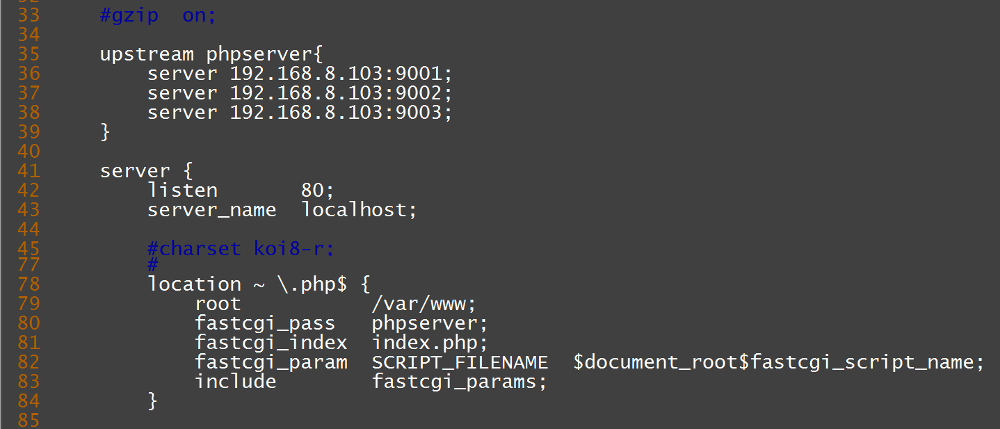 33 #gzip on;
34
35 upstream phpserver{
36 server 192.168.8.103:9001;
37 server 192.168.8.103:9002;
38 server 192.168.8.103:9003;
39 }
40
41 server {
42 listen 80;
43 server_name localhost;
44
45 #charset koi8-r;
77 #
78 location ~ \.php$ {
79 root /var/www;
80 fastcgi_pass phpserver;
81 fastcgi_index index.php;
82 fastcgi_param SCRIPT_FILENAME $document_root$fastcgi_script_name;
83 include fastcgi_params;
84 }
85